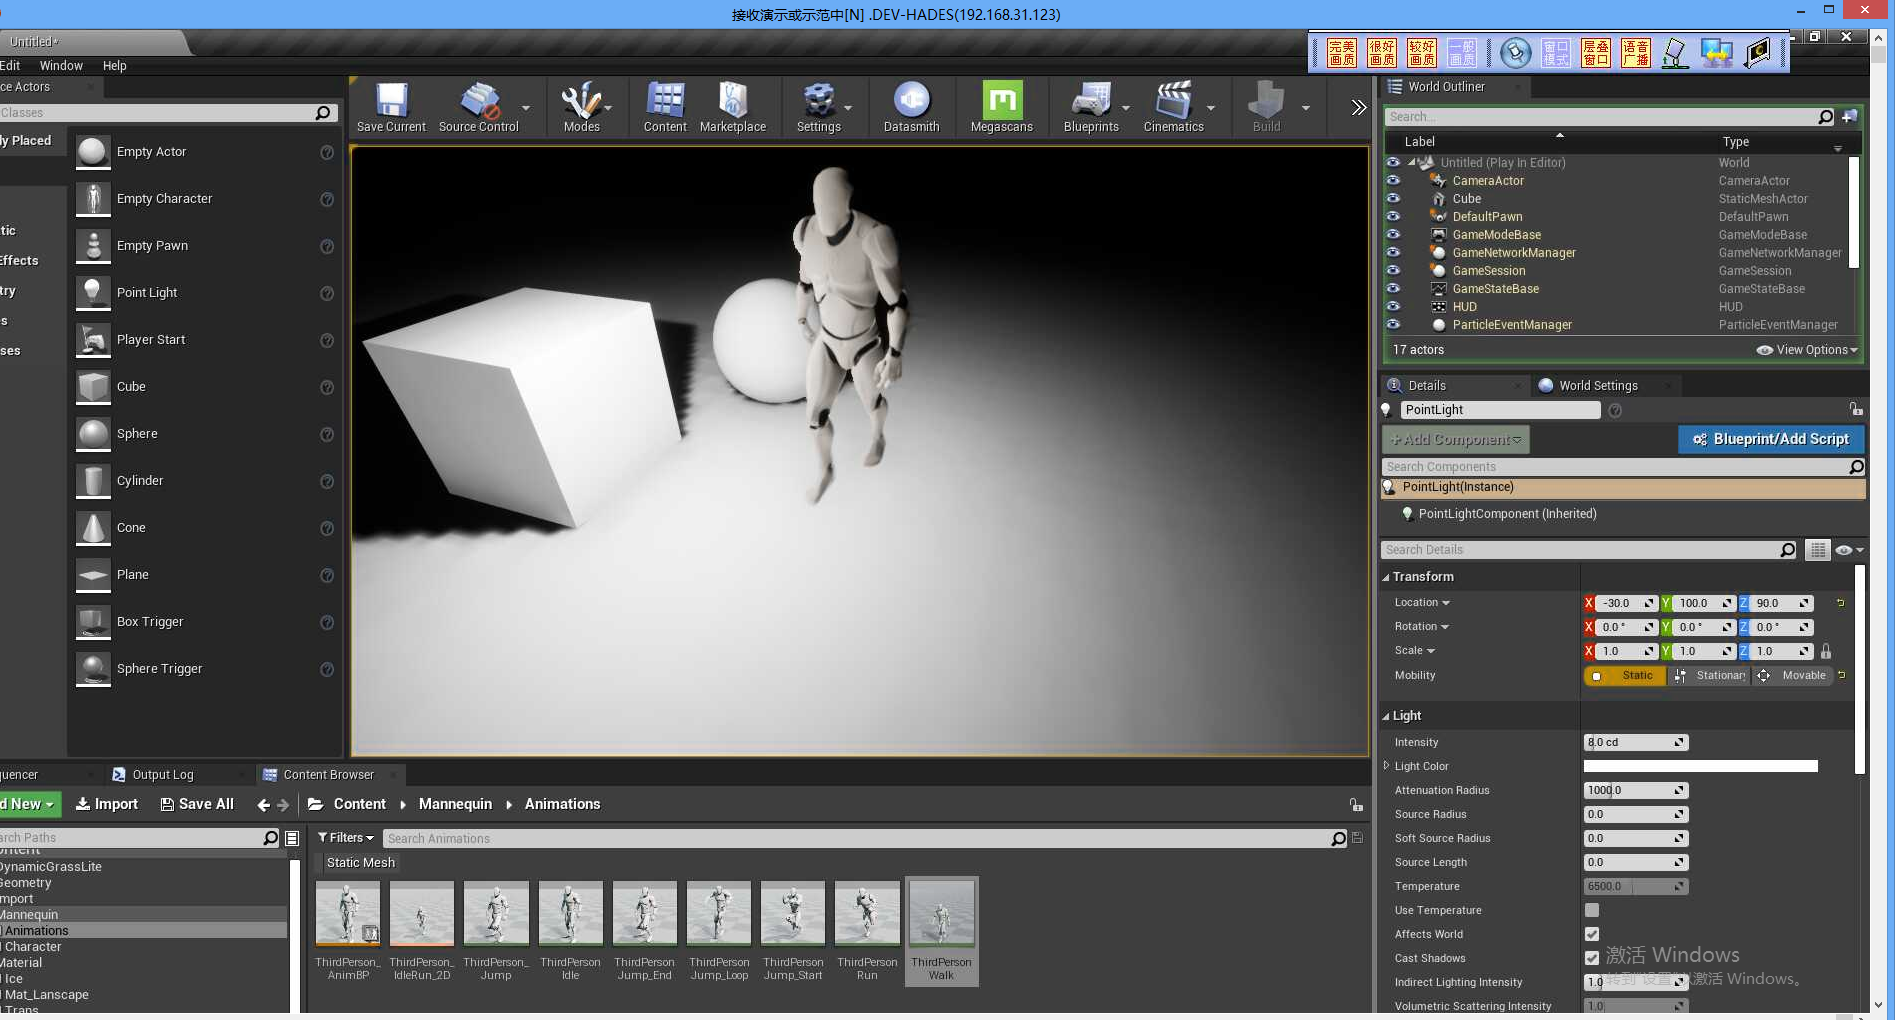 接收演示或示范中[N] .DEV-HADES(192.168.31.123)
Untitled*
完美画质
很好画质
较好画质
一般画质
窗口模式
层叠窗口
语音广播
Edit Window Help
ce Actors
Classes
ly Placed
tic
Effects
try
s
ses
Empty Actor
Empty Character
Empty Pawn
Point Light
Player Start
Cube
Sphere
Cylinder
Cone
Plane
Box Trigger
Sphere Trigger
Save Current
Source Control
Modes
Content
Marketplace
Settings
Datasmith
Megascans
Blueprints
Cinematics
Build
World Outliner
Search...
Label Type
Untitled (Play In Editor) World
CameraActor CameraActor
Cube StaticMeshActor
DefaultPawn DefaultPawn
GameModeBase GameModeBase
GameNetworkManager GameNetworkManager
GameSession GameSession
GameStateBase GameStateBase
HUD HUD
ParticleEventManager ParticleEventManager
17 actors View Options
Details World Settings
PointLight
+Add Component Blueprint/Add Script
Search Components
PointLight(Instance)
PointLightComponent (Inherited)
Search Details
Transform
Location X -30.0 Y 100.0 Z 90.0
Rotation X 0.0 ° Y 0.0 ° Z 0.0 °
Scale X 1.0 Y 1.0 Z 1.0
Mobility Static Stationary Movable
Light
Intensity 8.0 cd
Light Color
Attenuation Radius 1000.0
Source Radius 0.0
Soft Source Radius 0.0
Source Length 0.0
Temperature 6500.0
Use Temperature
Affects World
Cast Shadows
Indirect Lighting Intensity 1.0
Volumetric Scattering Intensity 1.0
激活 Windows
转到"设置"以激活 Windows。
quencer Output Log Content Browser
d New Import Save All Content Mannequin Animations
arch Paths
ontent
DynamicGrassLite
Geometry
mport
Mannequin
Animations
Character
Material
Ice
Mat_Lanscape
Trans
Filters Search Animations
Static Mesh
ThirdPerson_AnimBP
ThirdPerson_IdleRun_2D
ThirdPerson_Jump
ThirdPerson Idle
ThirdPerson Jump_End
ThirdPerson Jump_Loop
ThirdPerson Jump_Start
ThirdPerson Run
ThirdPerson Walk